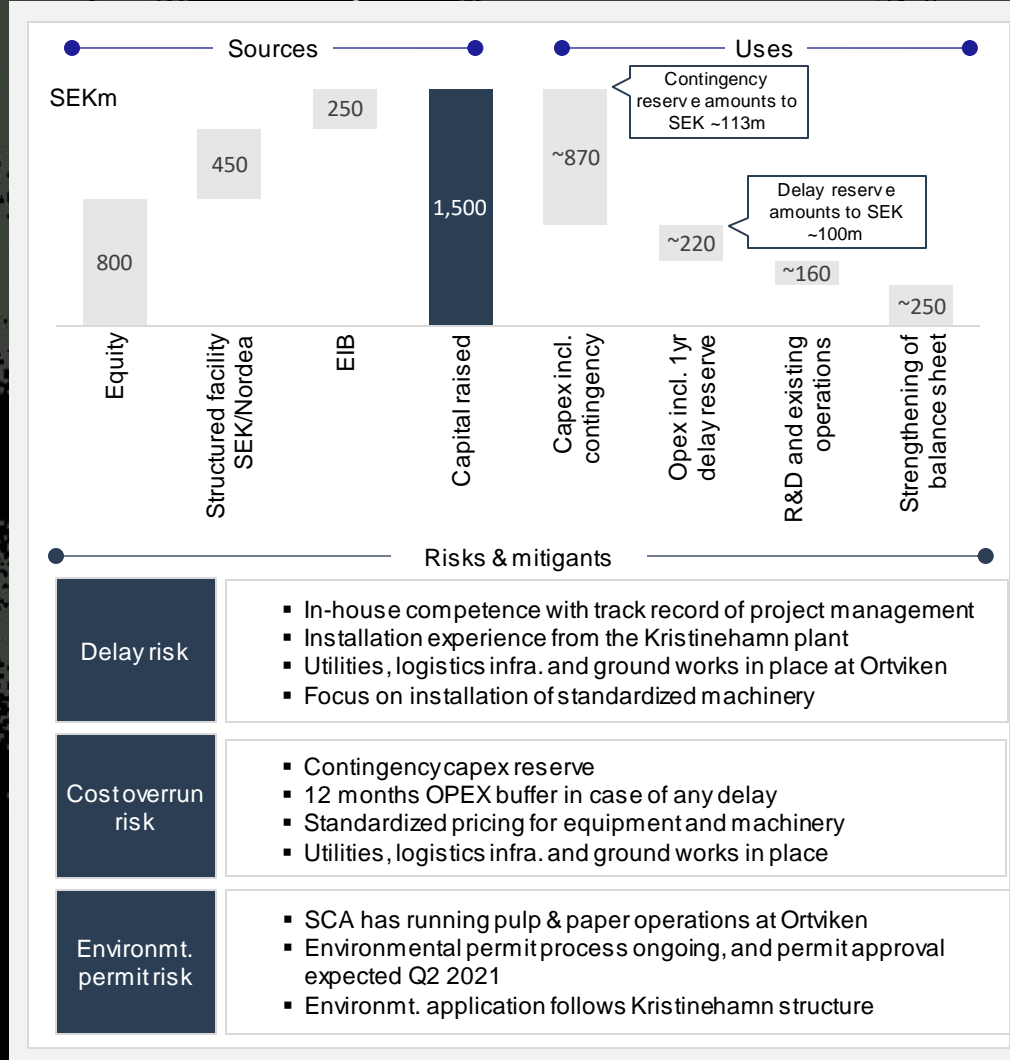 Sources
Uses
SEKm
Contingency
reserve amounts to
SEK ~113m
250
450
~870
Delay reserve
amounts to SEK
~100m
1,500
800
~220
~160
~250
Equity
Structured facility
SEK/Nordea
EIB
Capital raised
Capex incl.
contingency
Opex incl. 1yr
delay reserve
R&D and existing
operations
Strengthening of
balance sheet
Risks & mitigants
Delay risk
▪ In-house competence with track record of project management
▪ Installation experience from the Kristinehamn plant
▪ Utilities, logistics infra. and ground works in place at Ortviken
▪ Focus on installation of standardized machinery
Cost overrun
risk
▪ Contingency capex reserve
▪ 12 months OPEX buffer in case of any delay
▪ Standardized pricing for equipment and machinery
▪ Utilities, logistics infra. and ground works in place
Environmt.
permit risk
▪ SCA has running pulp & paper operations at Ortviken
▪ Environmental permit process ongoing, and permit approval
expected Q2 2021
▪ Environmt. application follows Kristinehamn structure